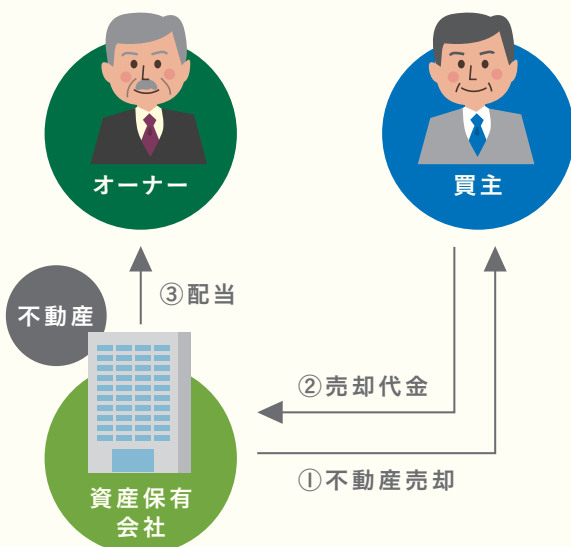 オーナー
買主
不動産
③配当
②売却代金
①不動産売却
資産保有
会社